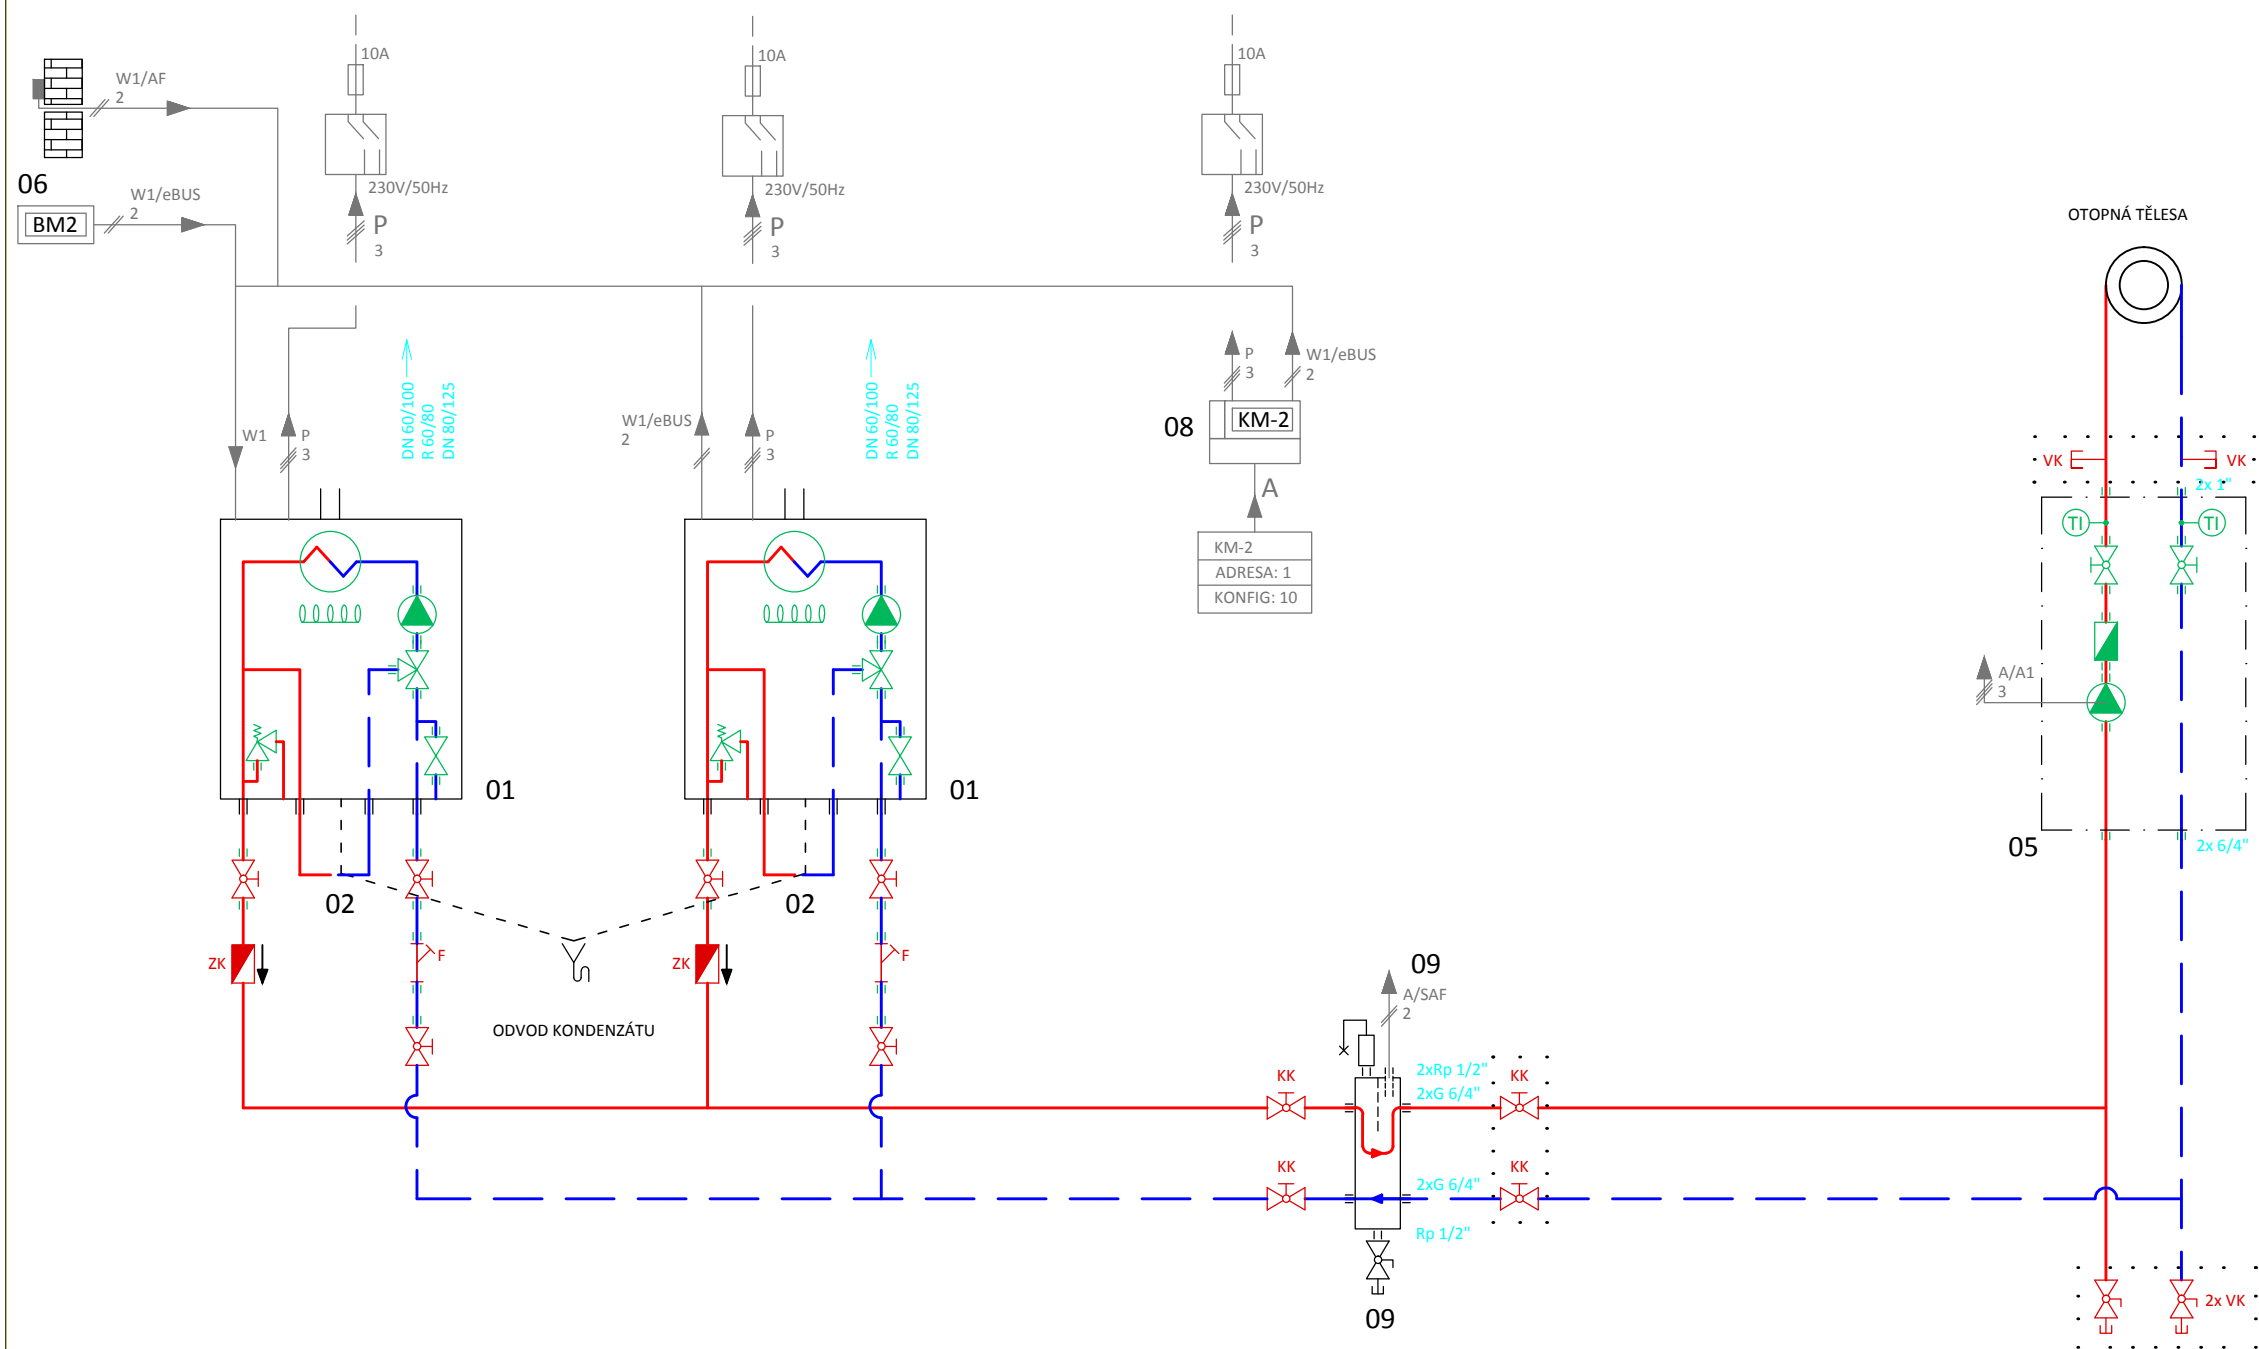 10A
10A
10A
W1/AF
2
06
W1/eBUS
2
BM2
230V/50Hz
P
3
230V/50Hz
P
3
230V/50Hz
P
3
OTOPNÁ TĚLESA
W1
P
3
DN 60/100
R 60/80
DN 80/125
W1/eBUS
2
P
3
DN 60/100
R 60/80
DN 80/125
P
3
W1/eBUS
2
08
KM-2
A
KM-2
ADRESA: 1
KONFIG: 10
VK
VK
2x 1"
TI
TI
A/A1
3
01
01
05
2x 6/4"
02
02
ZK
F
ZK
F
ODVOD KONDENZÁTU
09
A/SAF
2
KK
2xRp 1/2"
2xG 6/4"
KK
KK
2xG 6/4"
KK
Rp 1/2"
09
2x VK